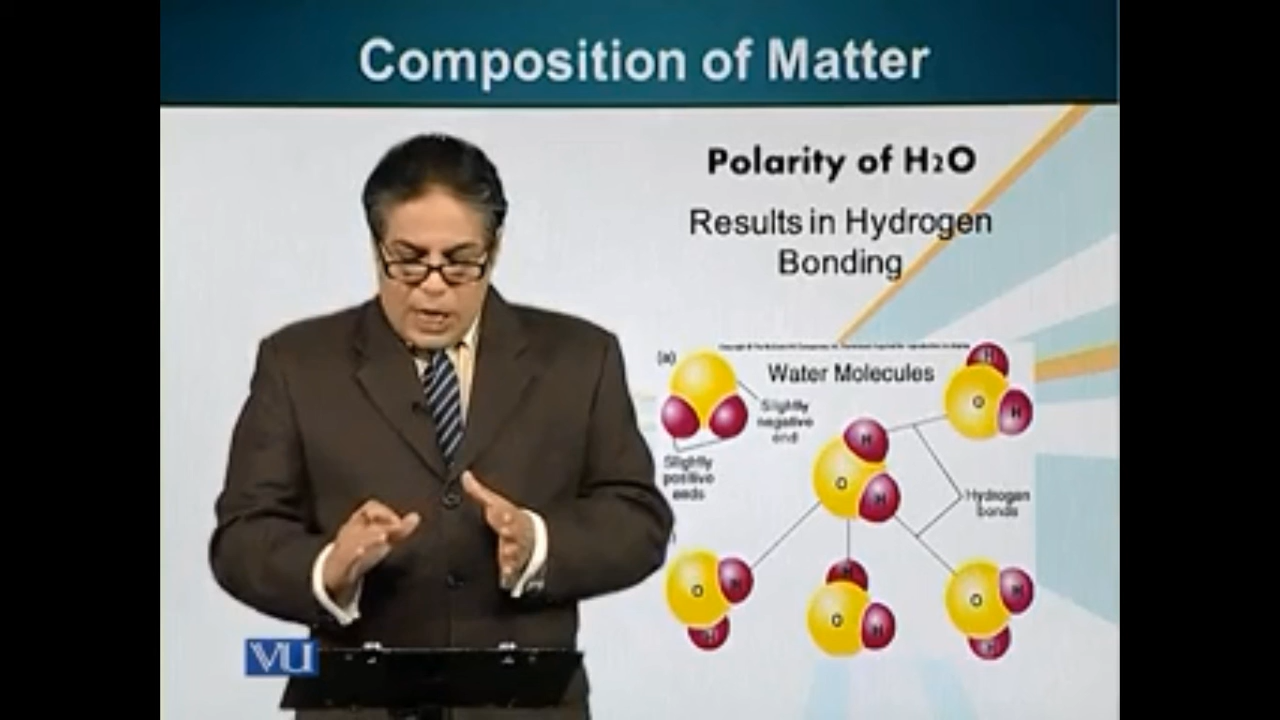 Composition of Matter
Polarity of H2O
Results in Hydrogen
Bonding
(a)
Water Molecules
Slightly
negative
end
Slightly
positive
ends
H
O
H
H
O
H
Hydrogen
bonds
O
H
H
H
O
H
O
H
H
VU